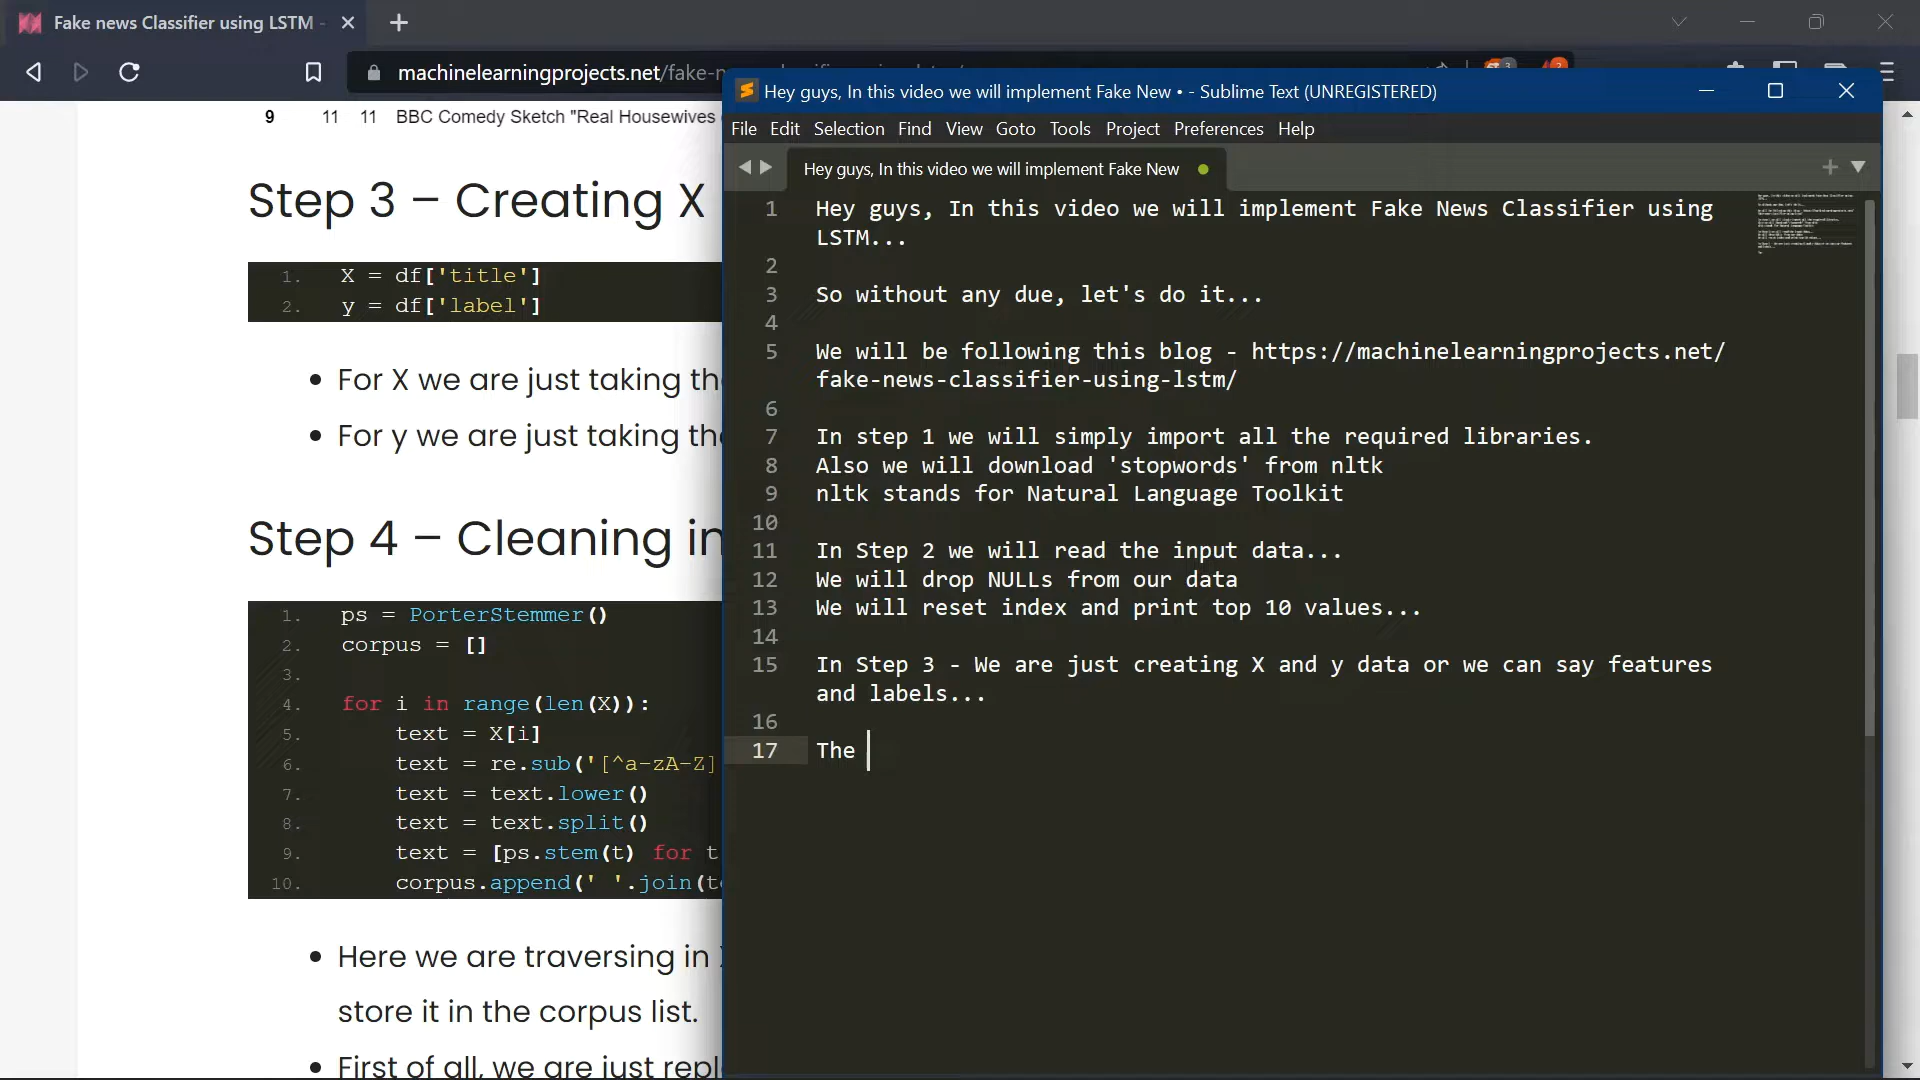 Fake news Classifier using LSTM -
machinelearningprojects.net/fake-n
9 11 11 BBC Comedy Sketch "Real Housewives
Step 3 – Creating X
1. X = df['title']
2. y = df['label']
For X we are just taking th
For y we are just taking the
Step 4 – Cleaning in
1. ps = PorterStemmer()
2. corpus = []
3.
4. for i in range(len(X)):
5. text = X[i]
6. text = re.sub('[^a-zA-Z]
7. text = text.lower()
8. text = text.split()
9. text = [ps.stem(t) for t
10. corpus.append(' '.join(te
Here we are traversing in
store it in the corpus list.
First of all, we are just repl
Hey guys, In this video we will implement Fake New • - Sublime Text (UNREGISTERED)
File Edit Selection Find View Goto Tools Project Preferences Help
Hey guys, In this video we will implement Fake New
1 Hey guys, In this video we will implement Fake News Classifier using
LSTM...
2
3 So without any due, let's do it...
4
5 We will be following this blog - https://machinelearningprojects.net/
fake-news-classifier-using-lstm/
6
7 In step 1 we will simply import all the required libraries.
8 Also we will download 'stopwords' from nltk
9 nltk stands for Natural Language Toolkit
10
11 In Step 2 we will read the input data...
12 We will drop NULLs from our data
13 We will reset index and print top 10 values...
14
15 In Step 3 - We are just creating X and y data or we can say features
and labels...
16
17 The